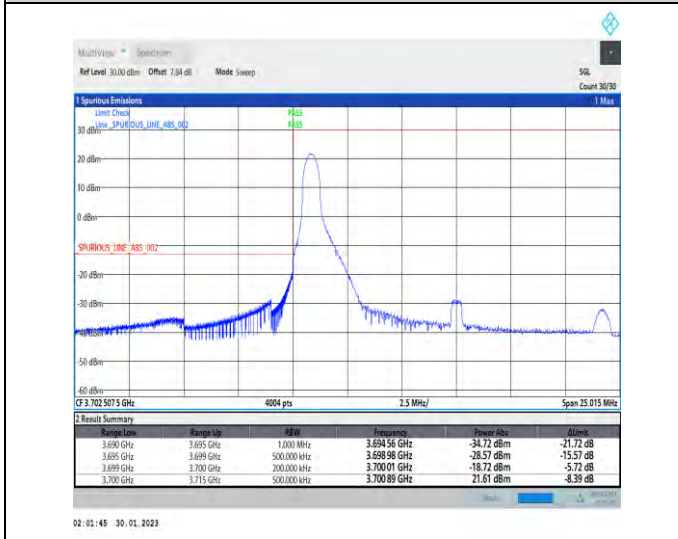 MultiView Spectrum
Ref Level 30.00 dBm Offset 7.84 dB Mode Sweep SGL
Count 30/30
1 Spurious Emissions 1 Max
Limit Check PASS
Line _SPURIOUS_LINE_ABS_002 PASS
30 dBm
20 dBm
10 dBm
0 dBm
SPURIOUS_LINE_ABS_002
-20 dBm
-30 dBm
-40 dBm
-50 dBm
-60 dBm
CF 3.702 507 5 GHz 4004 pts 2.5 MHz/ Span 25.015 MHz
2 Result Summary
Range Low Range Up RBW Frequency Power Abs ΔLimit
3.690 GHz 3.695 GHz 1.000 MHz 3.694 56 GHz -34.72 dBm -21.72 dB
3.695 GHz 3.699 GHz 500.000 kHz 3.698 98 GHz -28.57 dBm -15.57 dB
3.699 GHz 3.700 GHz 200.000 kHz 3.700 01 GHz -18.72 dBm -5.72 dB
3.700 GHz 3.715 GHz 500.000 kHz 3.700 89 GHz 21.61 dBm -8.39 dB
02:01:45 30.01.2023